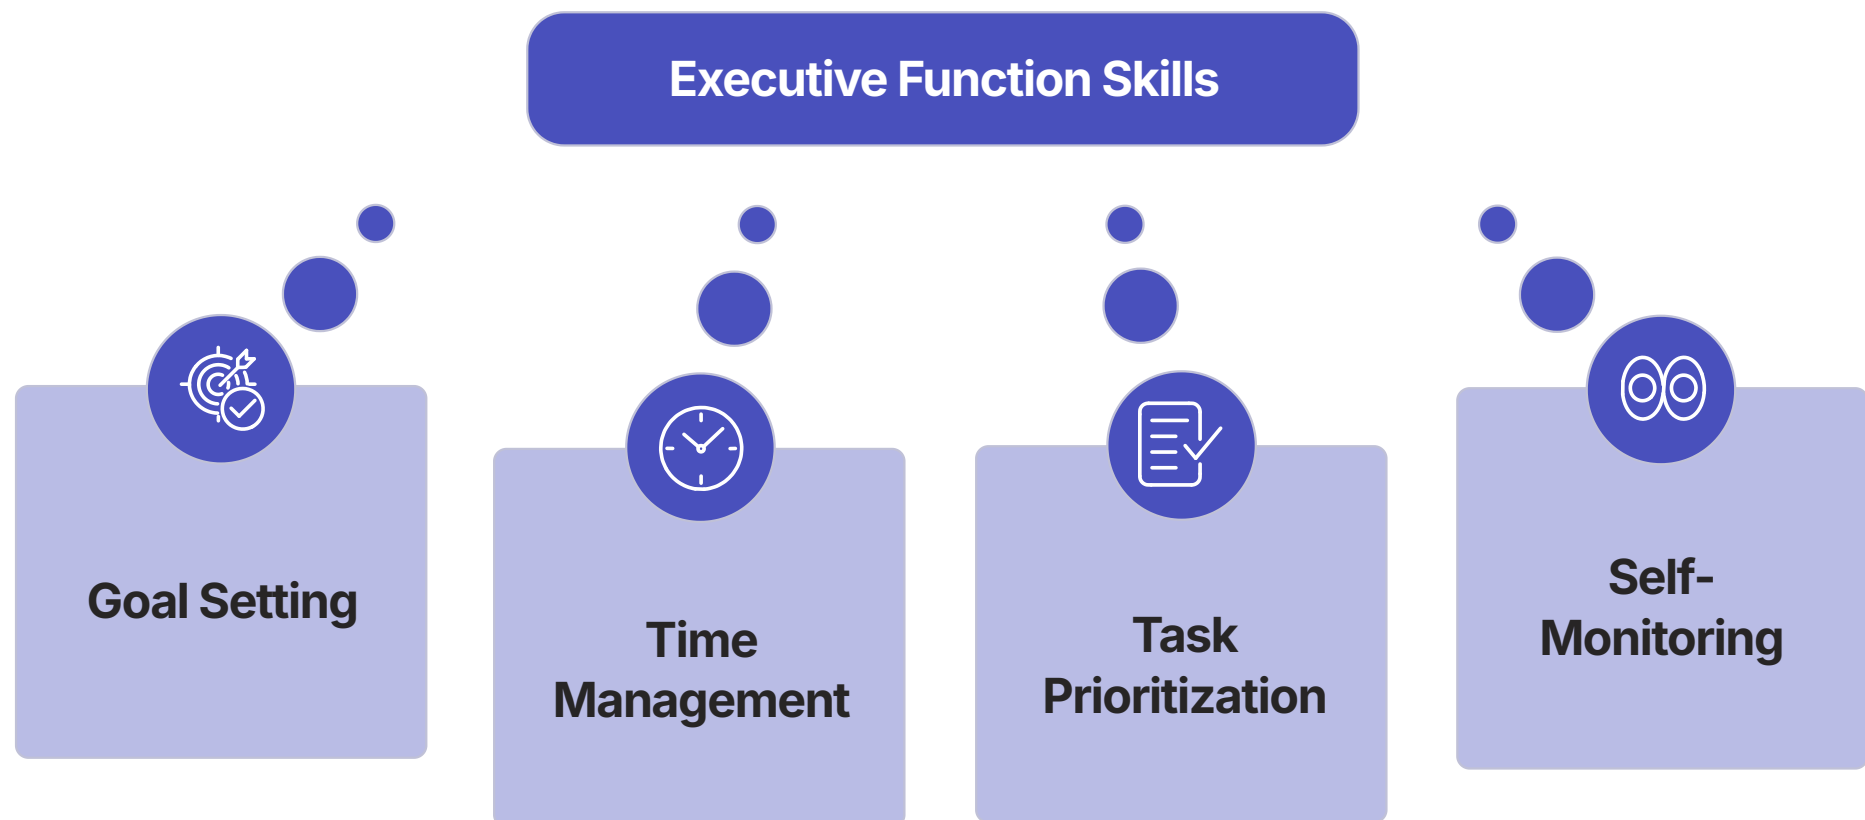 Executive Function Skills
Goal Setting
Time
Management
Task
Prioritization
Self-
Monitoring